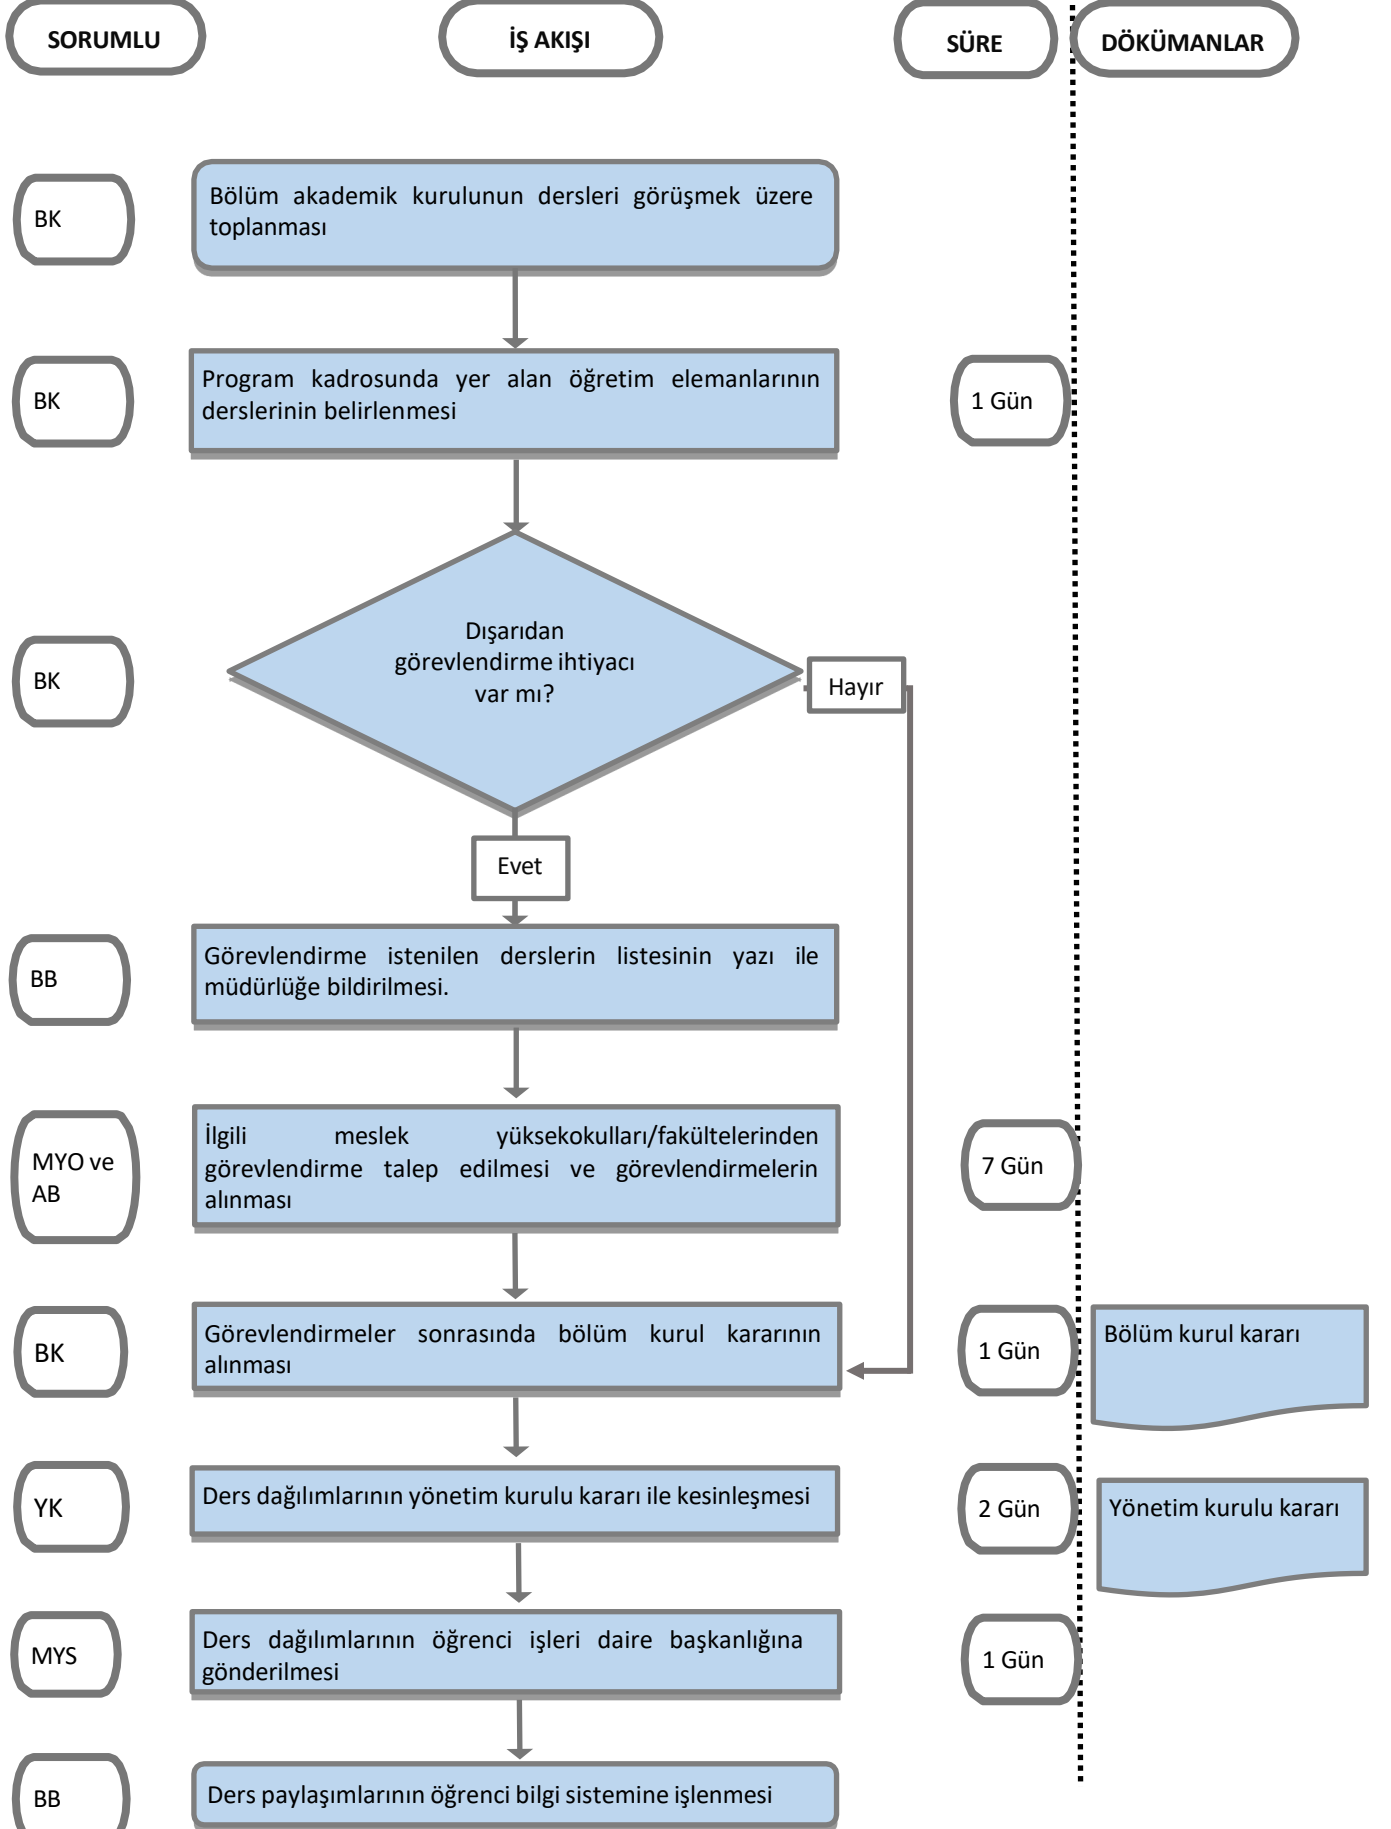 SORUMLU
İŞ AKIŞI
SÜRE
DÖKÜMANLAR
BK
Bölüm akademik kurulunun dersleri görüşmek üzere
toplanması
BK
Program kadrosunda yer alan öğretim elemanlarının
derslerinin belirlenmesi
1 Gün
BK
Dışarıdan
görevlendirme ihtiyacı
var mı?
Hayır
Evet
BB
Görevlendirme istenilen derslerin listesinin yazı ile
müdürlüğe bildirilmesi.
MYO ve
AB
İlgili meslek yüksekokulları/fakültelerinden
görevlendirme talep edilmesi ve görevlendirmelerin
alınması
7 Gün
BK
Görevlendirmeler sonrasında bölüm kurul kararının
alınması
1 Gün
Bölüm kurul kararı
YK
Ders dağılımlarının yönetim kurulu kararı ile kesinleşmesi
2 Gün
Yönetim kurulu kararı
MYS
Ders dağılımlarının öğrenci işleri daire başkanlığına
gönderilmesi
1 Gün
BB
Ders paylaşımlarının öğrenci bilgi sistemine işlenmesi